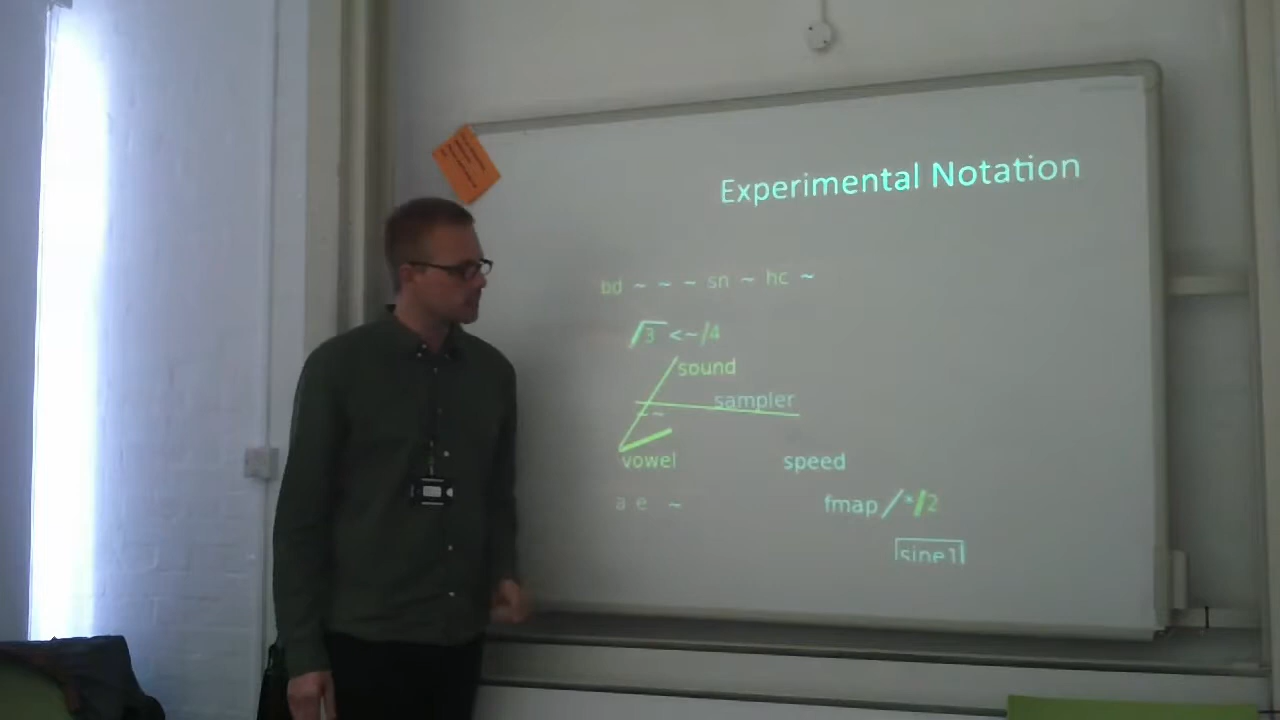 Experimental Notation
bd ~ ~ ~ sn ~ hc ~
3 <~ /4
sound
sampler
~ ~
vowel speed
a e ~ fmap / * /2
sine1